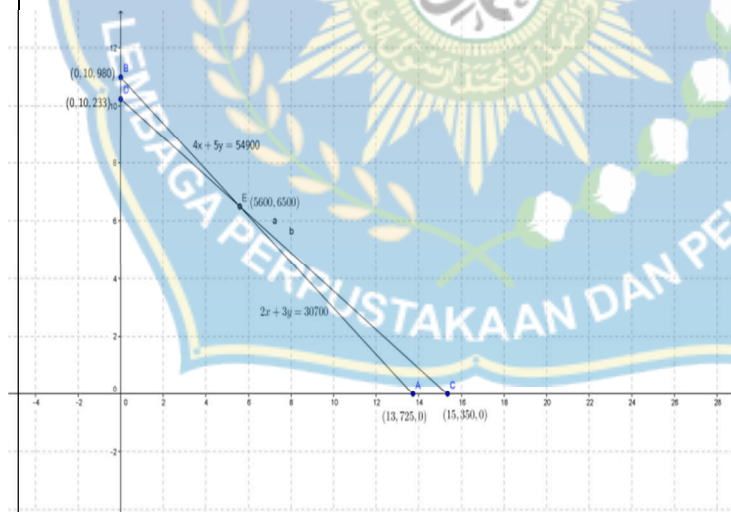 LEMBAGA PERPUSTAKAAN DAN PEN
12
(0, 10, 980)
B
(0, 10, 233)
D
10
4x + 5y = 54900
8
E
(5600, 6500)
6
a
b
4
2x + 3y = 30700
2
0
A
C
-4
-2
0
2
4
6
8
10
12
14
16
18
20
22
24
26
28
(13, 725, 0)
(15, 350, 0)
-2